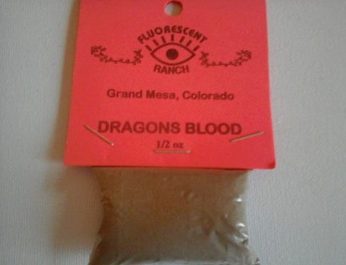 FLUORESCENT
RANCH
Grand Mesa, Colorado
DRAGONS BLOOD
1/2 oz